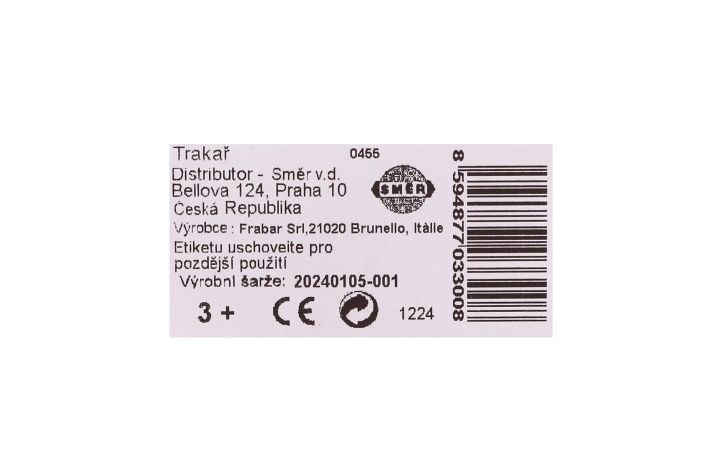 Trakař 0455
Distributor - Směr v.d.
Bellova 124, Praha 10
Česká Republika
SMĚR
Výrobce : Frabar Srl,21020 Brunello, Itàlie
Etiketu uschoveite pro
pozdější použití
Výrobní šarže: 20240105-001
3 + CE 1224
8 594877 033008